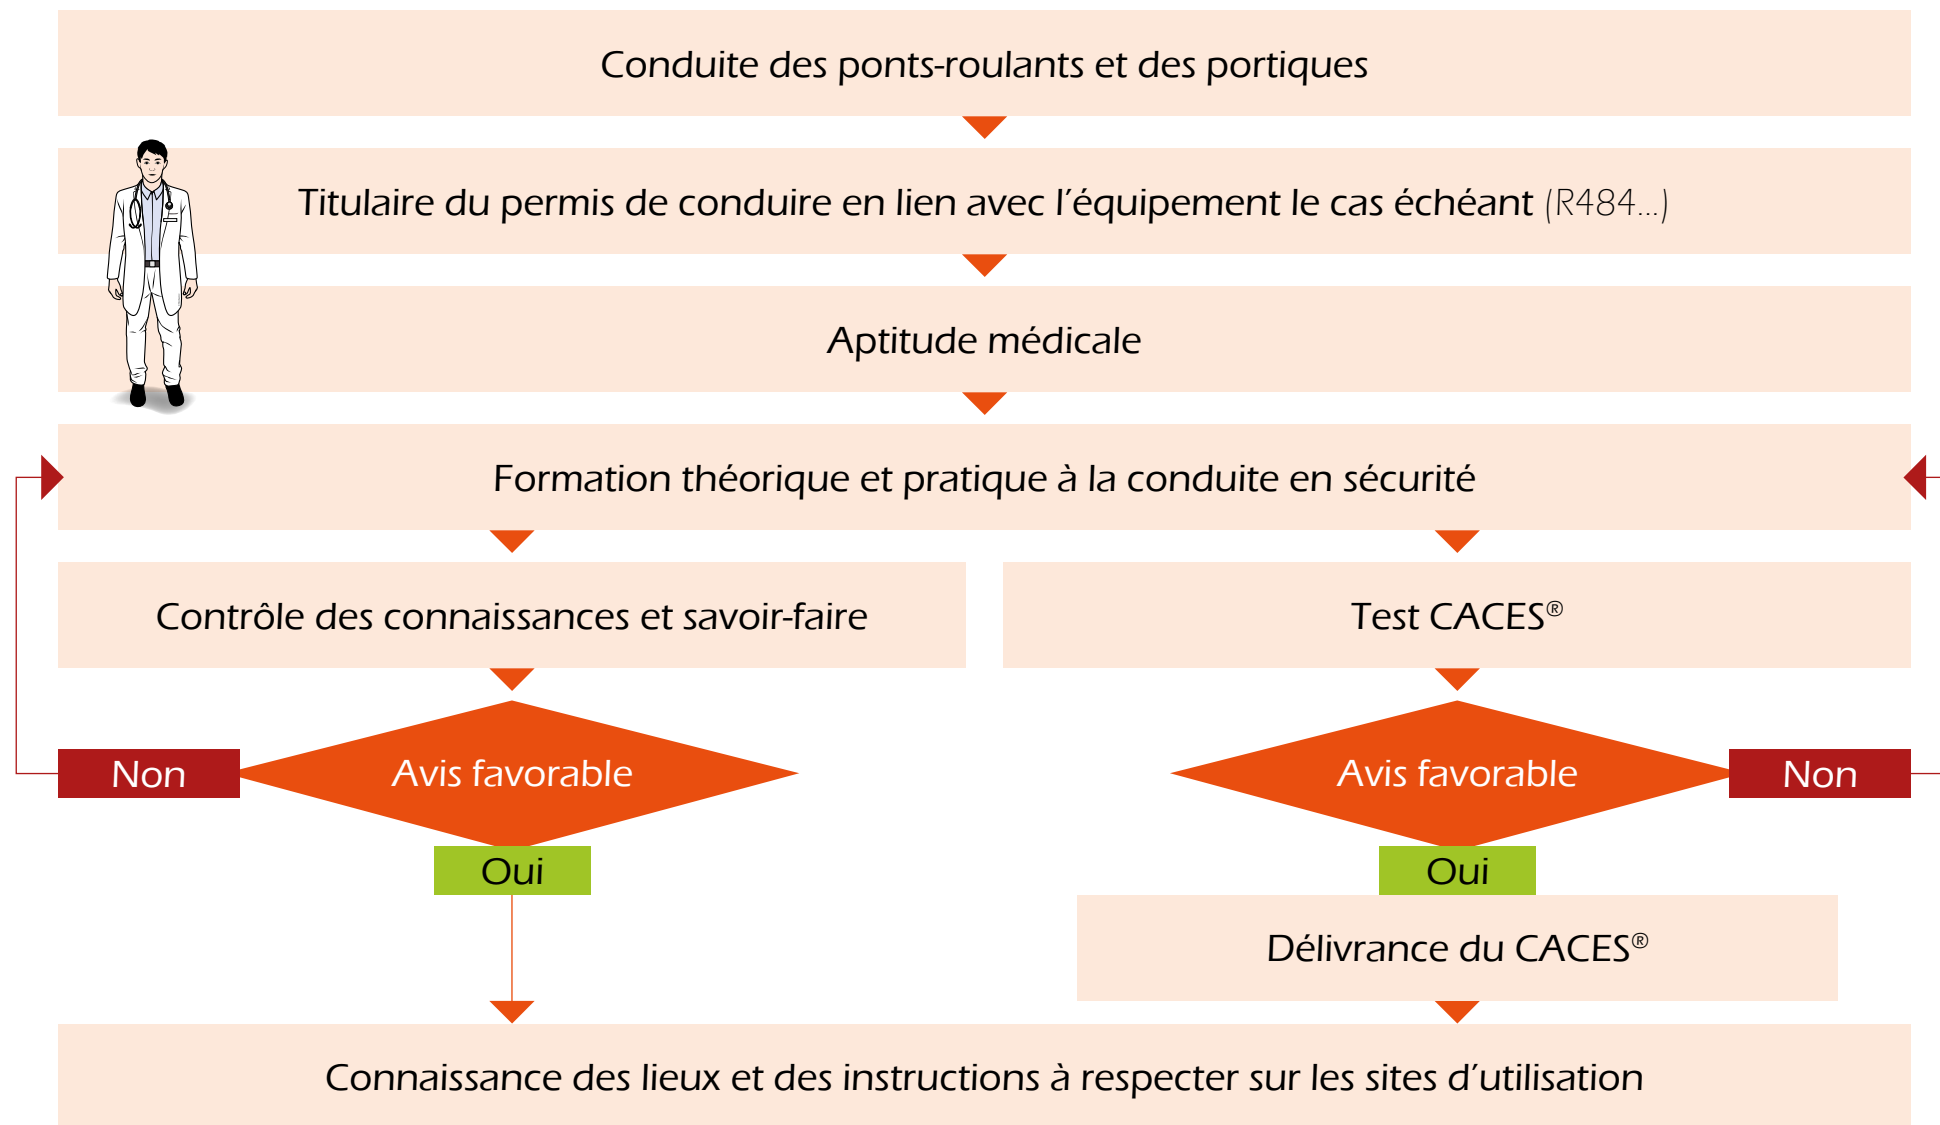 Conduite des ponts-roulants et des portiques
Titulaire du permis de conduire en lien avec l’équipement le cas échéant (R484...)
Aptitude médicale
Formation théorique et pratique à la conduite en sécurité
Contrôle des connaissances et savoir-faire
Test CACES®
Non
Avis favorable
Avis favorable
Non
Oui
Oui
Délivrance du CACES®
Connaissance des lieux et des instructions à respecter sur les sites d’utilisation